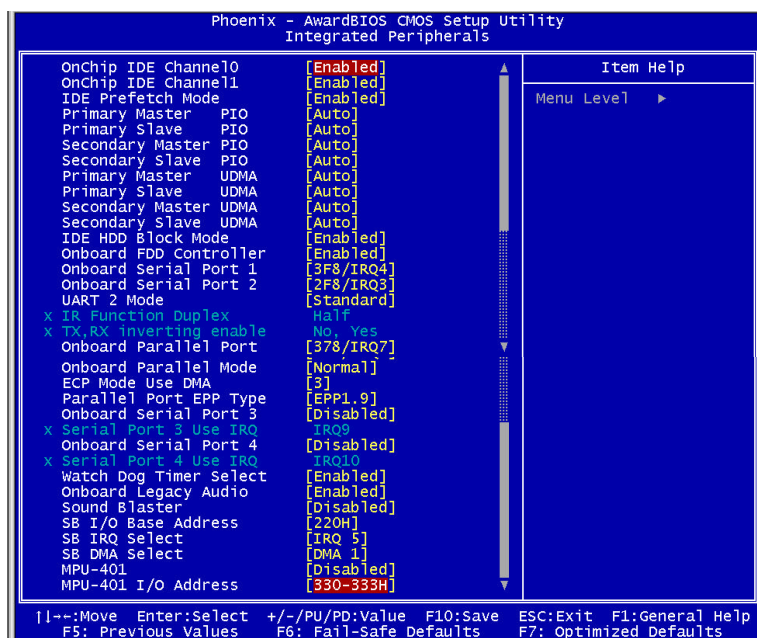 Phoenix - AwardBIOS CMOS Setup Utility
Integrated Peripherals
OnChip IDE Channel0 [Enabled]
OnChip IDE Channel1 [Enabled]
IDE Prefetch Mode [Enabled]
Primary Master PIO [Auto]
Primary Slave PIO [Auto]
Secondary Master PIO [Auto]
Secondary Slave PIO [Auto]
Primary Master UDMA [Auto]
Primary Slave UDMA [Auto]
Secondary Master UDMA [Auto]
Secondary Slave UDMA [Auto]
IDE HDD Block Mode [Enabled]
Onboard FDD Controller [Enabled]
Onboard Serial Port 1 [3F8/IRQ4]
Onboard Serial Port 2 [2F8/IRQ3]
UART 2 Mode [Standard]
x IR Function Duplex Half
x TX,RX inverting enable No, Yes
Onboard Parallel Port [378/IRQ7]
Onboard Parallel Mode [Normal]
ECP Mode Use DMA [3]
Parallel Port EPP Type [EPP1.9]
Onboard Serial Port 3 [Disabled]
x Serial Port 3 Use IRQ IRQ9
Onboard Serial Port 4 [Disabled]
x Serial Port 4 Use IRQ IRQ10
Watch Dog Timer Select [Enabled]
Onboard Legacy Audio [Enabled]
Sound Blaster [Disabled]
SB I/O Base Address [220H]
SB IRQ Select [IRQ 5]
SB DMA Select [DMA 1]
MPU-401 [Disabled]
MPU-401 I/O Address [330-333H]
Item Help
Menu Level ▶
↑↓→←:Move Enter:Select +/-/PU/PD:Value F10:Save ESC:Exit F1:General Help
F5: Previous Values F6: Fail-Safe Defaults F7: Optimized Defaults